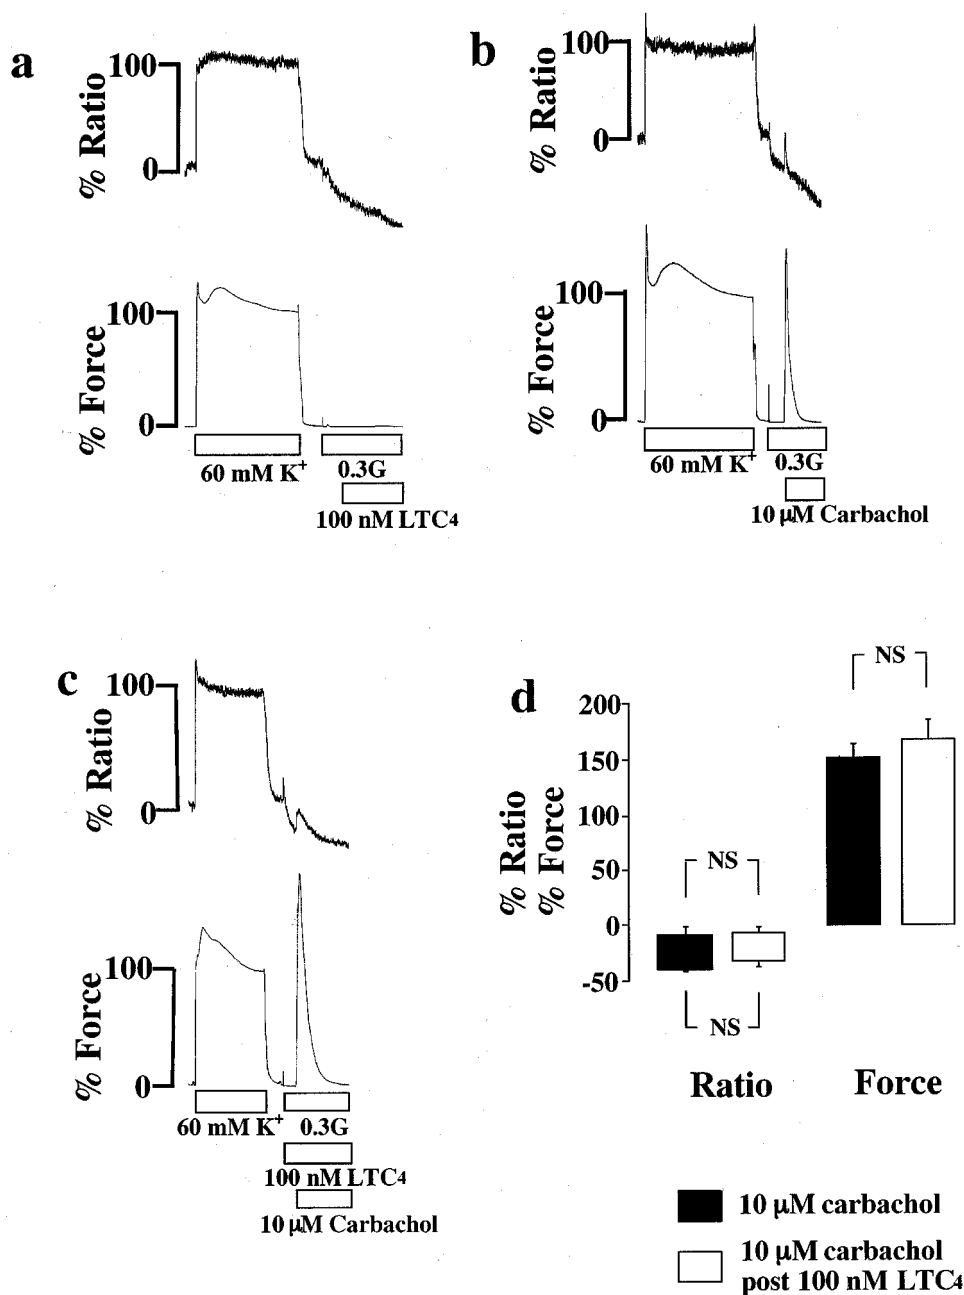 a
% Ratio
100
0
% Force
100
0
60 mM K+
0.3G
100 nM LTC4
b
% Ratio
100
0
% Force
100
0
60 mM K+
0.3G
10 µM Carbachol
c
% Ratio
100
0
% Force
100
0
60 mM K+
0.3G
100 nM LTC4
10 µM Carbachol
d
% Ratio
% Force
200
150
100
50
0
-50
NS
NS
NS
Ratio
Force
10 µM carbachol
10 µM carbachol
post 100 nM LTC4